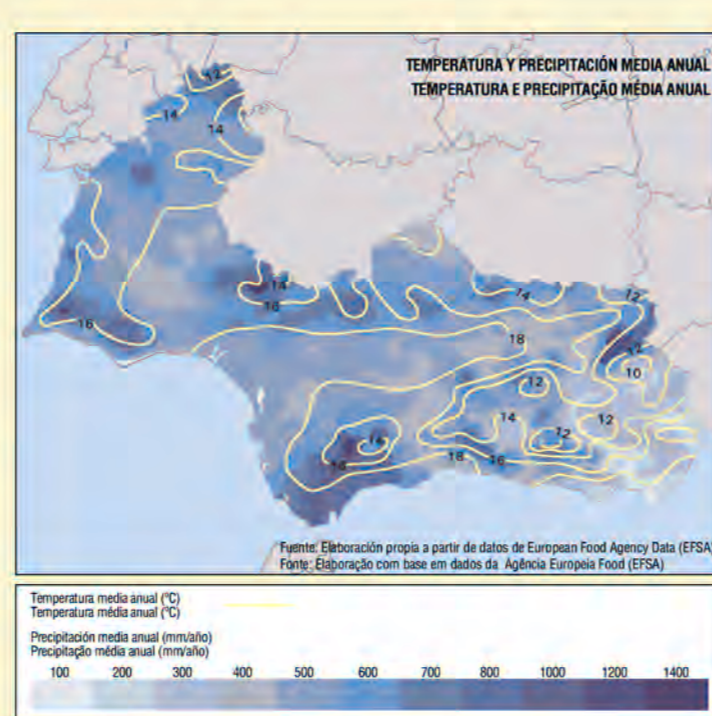 TEMPERATURA Y PRECIPITACIÓN MEDIA ANUAL
TEMPERATURA E PRECIPITAÇÃO MÉDIA ANUAL
12
14
14
14
16
14
12
16
18
12
10
12
14
12
12
14
16
18
16
Fuente: Elaboración propia a partir de datos de European Food Agency Data (EFSA)
Fonte: Elaboração com base em dados da Agência Europeia Food (EFSA)
Temperatura media anual (ºC)
Temperatura média anual (ºC)
Precipitación media anual (mm/año)
Precipitação média anual (mm/año)
100 200 300 400 500 600 700 800 1000 1200 1400